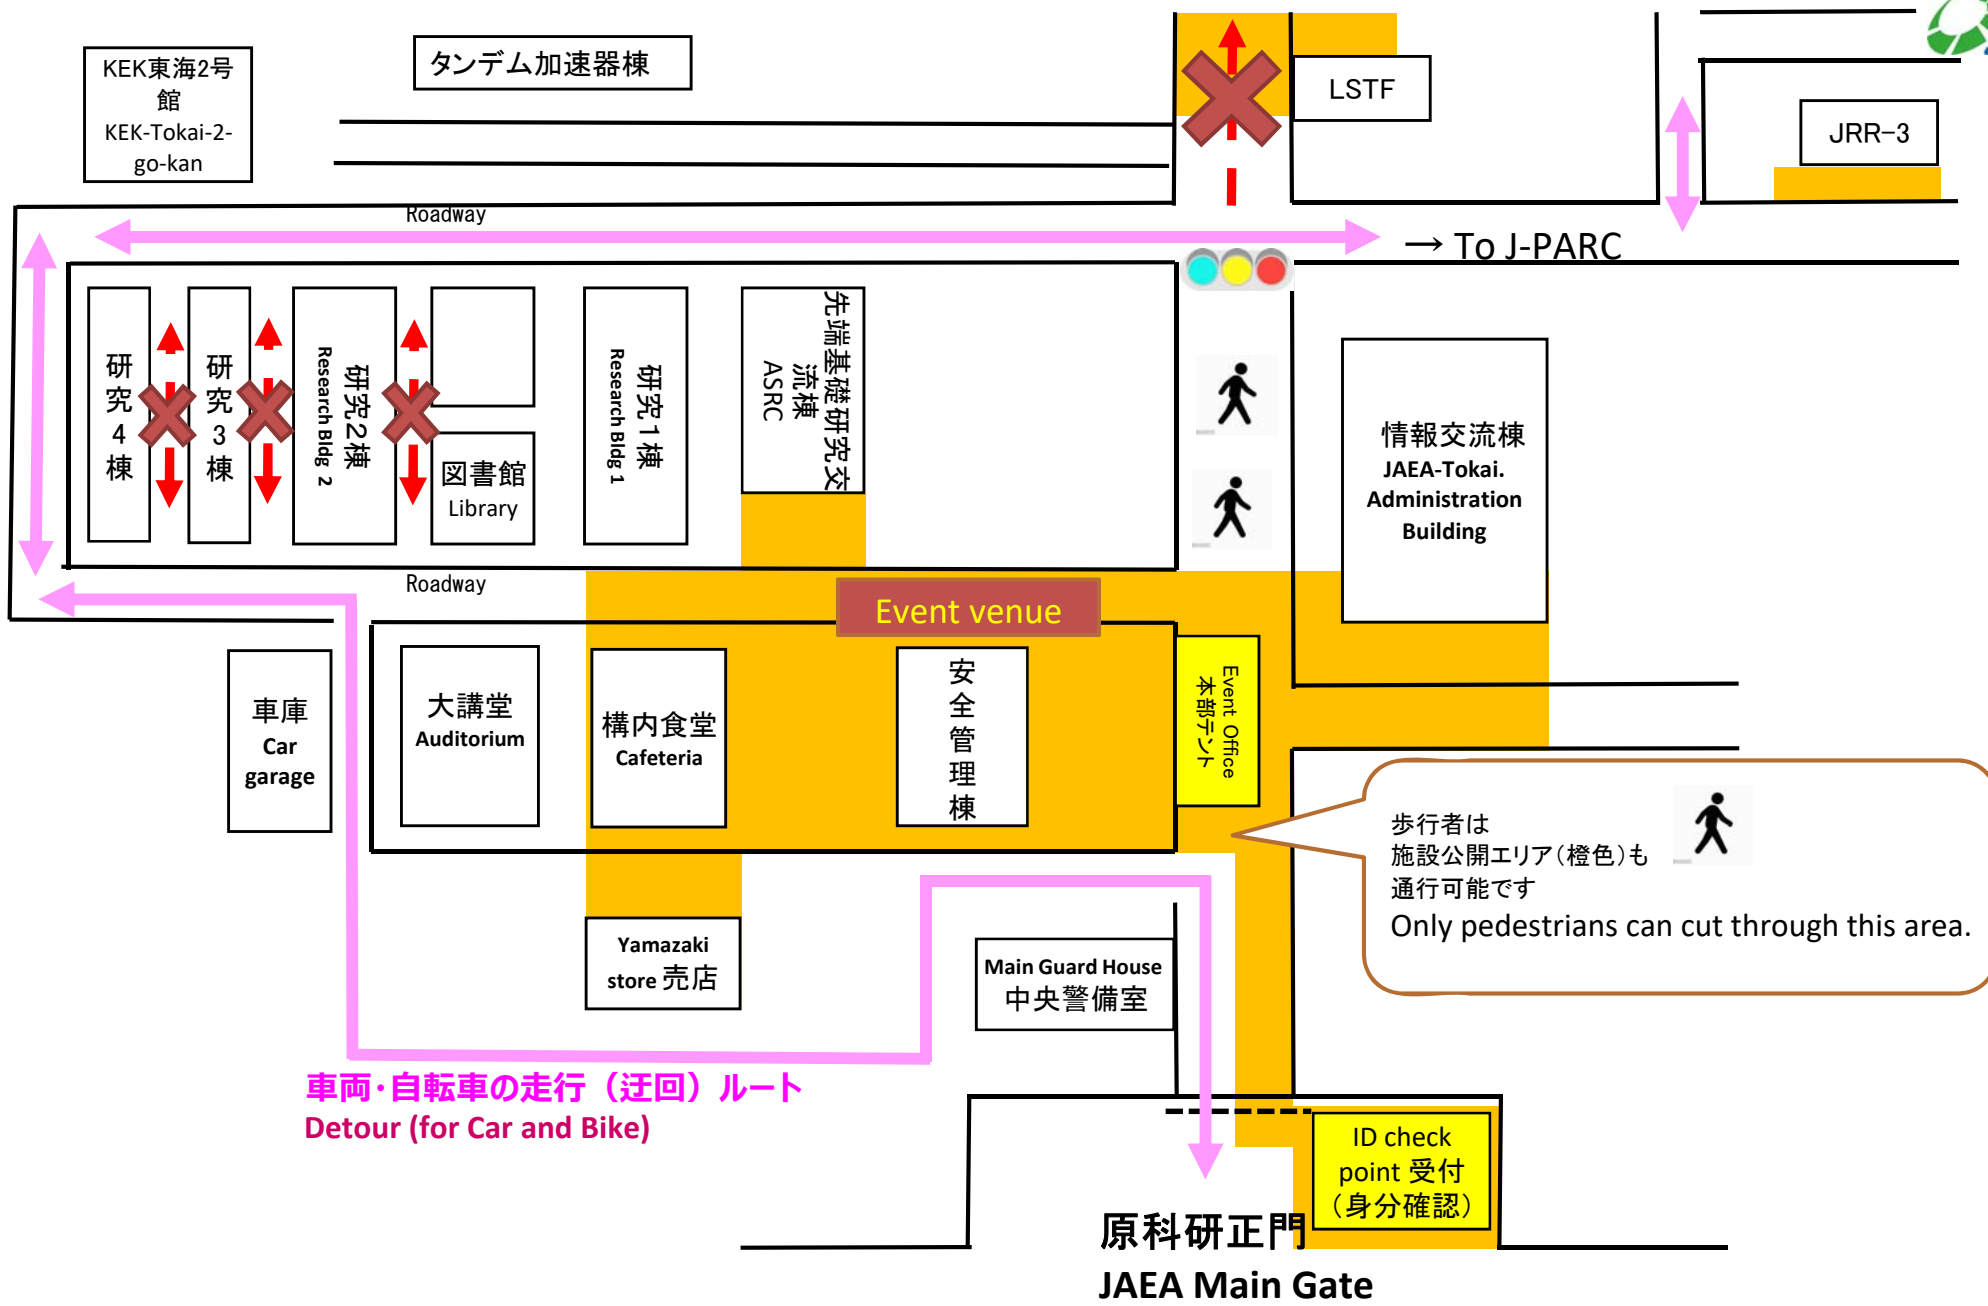 KEK東海2号
館
KEK-Tokai-2-
go-kan
タンデム加速器棟
LSTF
JRR-3
Roadway
→ To J-PARC
研究4棟
研究3棟
研究2棟
Research Bldg 2
図書館
Library
研究1棟
Research Bldg 1
先端基礎研究交
流棟
ASRC
情報交流棟
JAEA-Tokai.
Administration
Building
Roadway
Event venue
車庫
Car
garage
大講堂
Auditorium
構内食堂
Cafeteria
安全管理棟
Event Office
本部テント
歩行者は
施設公開エリア(橙色)も
通行可能です
Only pedestrians can cut through this area.
Yamazaki
store 売店
Main Guard House
中央警備室
車両・自転車の走行（迂回）ルート
Detour (for Car and Bike)
ID check
point 受付
（身分確認）
原科研正門
JAEA Main Gate